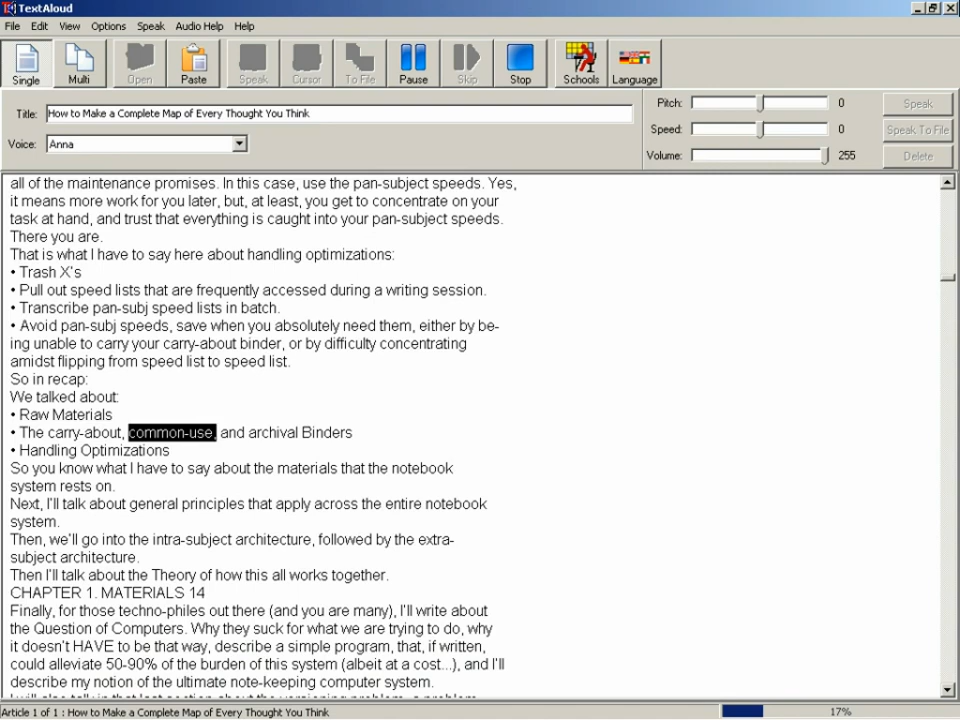 TextAloud
File Edit View Options Speak Audio Help Help
Single Multi Open Paste Speak Cursor To File Pause Skip Stop Schools Language
Title: How to Make a Complete Map of Every Thought You Think
Voice: Anna
Pitch: 0 Speak
Speed: 0 Speak To File
Volume: 255 Delete
all of the maintenance promises. In this case, use the pan-subject speeds. Yes,
it means more work for you later, but, at least, you get to concentrate on your
task at hand, and trust that everything is caught into your pan-subject speeds.
There you are.
That is what I have to say here about handling optimizations:
• Trash X's
• Pull out speed lists that are frequently accessed during a writing session.
• Transcribe pan-subj speed lists in batch.
• Avoid pan-subj speeds, save when you absolutely need them, either by be-
ing unable to carry your carry-about binder, or by difficulty concentrating
amidst flipping from speed list to speed list.
So in recap:
We talked about:
• Raw Materials
• The carry-about, common-use, and archival Binders
• Handling Optimizations
So you know what I have to say about the materials that the notebook
system rests on.
Next, I'll talk about general principles that apply across the entire notebook
system.
Then, we'll go into the intra-subject architecture, followed by the extra-
subject architecture.
Then I'll talk about the Theory of how this all works together.
CHAPTER 1. MATERIALS 14
Finally, for those techno-philes out there (and you are many), I'll write about
the Question of Computers. Why they suck for what we are trying to do, why
it doesn't HAVE to be that way, describe a simple program, that, if written,
could alleviate 50-90% of the burden of this system (albeit at a cost...), and I'll
describe my notion of the ultimate note-keeping computer system.
Article 1 of 1 : How to Make a Complete Map of Every Thought You Think 17%